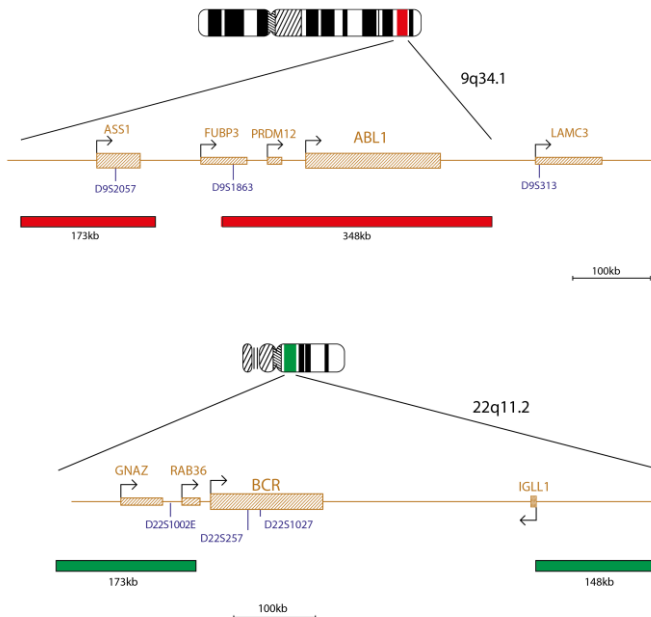 9q34.1
ASS1
FUBP3
PRDM12
ABL1
LAMC3
D9S2057
D9S1863
D9S313
173kb
348kb
100kb
22q11.2
GNAZ
RAB36
BCR
IGLL1
D22S1002E
D22S257
D22S1027
173kb
148kb
100kb